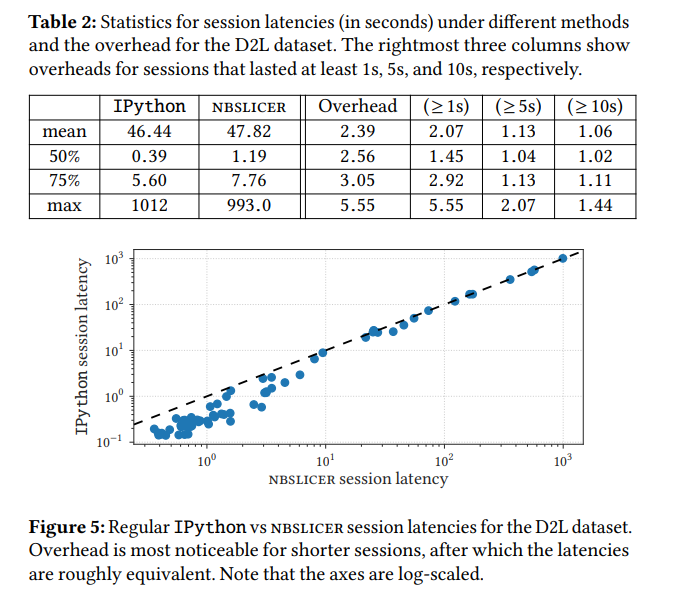 Table 2: Statistics for session latencies (in seconds) under different methods
and the overhead for the D2L dataset. The rightmost three columns show
overheads for sessions that lasted at least 1s, 5s, and 10s, respectively.
IPython NBSLICER Overhead (≥ 1s) (≥ 5s) (≥ 10s)
mean 46.44 47.82 2.39 2.07 1.13 1.06
50% 0.39 1.19 2.56 1.45 1.04 1.02
75% 5.60 7.76 3.05 2.92 1.13 1.11
max 1012 993.0 5.55 5.55 2.07 1.44
IPython session latency
10³
10²
10¹
10⁰
10⁻¹
10⁰ 10¹ 10² 10³
NBSLICER session latency
Figure 5: Regular IPython vs NBSLICER session latencies for the D2L dataset.
Overhead is most noticeable for shorter sessions, after which the latencies
are roughly equivalent. Note that the axes are log-scaled.